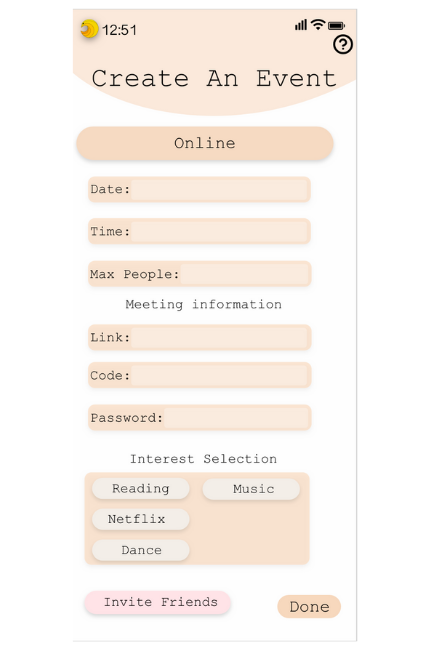 12:51
?
Create An Event
Online
Date:
Time:
Max People:
Meeting information
Link:
Code:
Password:
Interest Selection
Reading Music
Netflix
Dance
Invite Friends Done